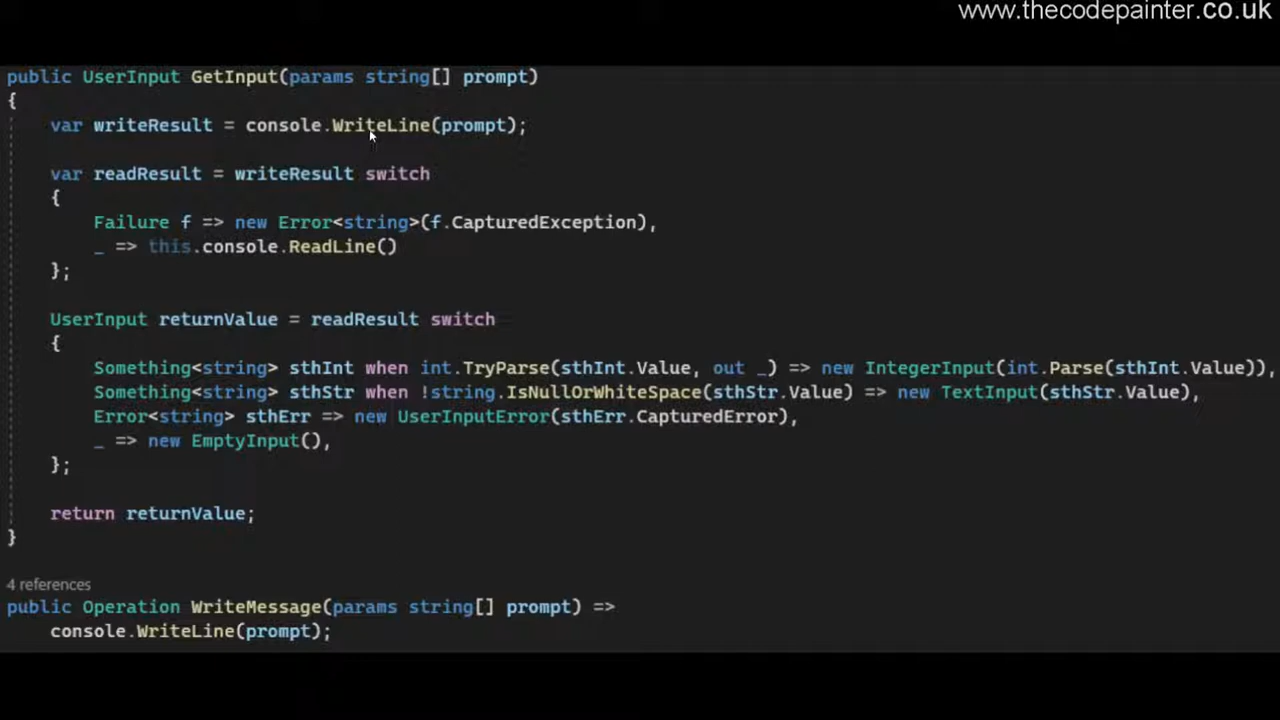 www.thecodepainter.co.uk
public UserInput GetInput(params string[] prompt)
{
var writeResult = console.WriteLine(prompt);
var readResult = writeResult switch
{
Failure f => new Error<string>(f.CapturedException),
_ => this.console.ReadLine()
};
UserInput returnValue = readResult switch
{
Something<string> sthInt when int.TryParse(sthInt.Value, out _) => new IntegerInput(int.Parse(sthInt.Value)),
Something<string> sthStr when !string.IsNullOrWhiteSpace(sthStr.Value) => new TextInput(sthStr.Value),
Error<string> sthErr => new UserInputError(sthErr.CapturedError),
_ => new EmptyInput(),
};
return returnValue;
}
4 references
public Operation WriteMessage(params string[] prompt) =>
console.WriteLine(prompt);